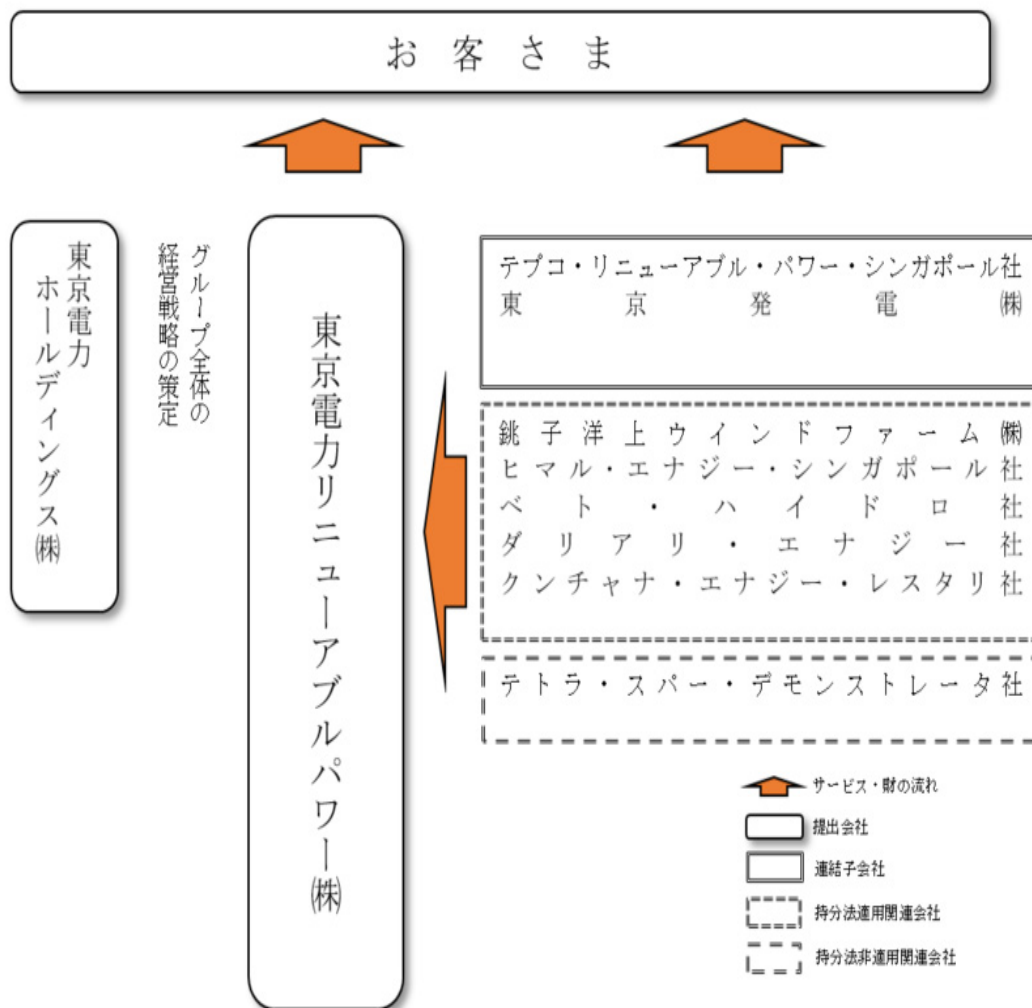 お客さま
東京電力
ホールディングス㈱
グループ全体の
経営戦略の策定
東京電力リニューアブルパワー㈱
テプコ・リニューアブル・パワー・シンガポール社
東京発電㈱
銚子洋上ウインドファーム㈱
ヒマル・エナジー・シンガポール社
ベト・ハイドロ社
ダリアリ・エナジー社
クンチャナ・エナジー・レスタリ社
テトラ・スパー・デモンストレータ社
サービス・財の流れ
提出会社
連結子会社
持分法適用関連会社
持分法非適用関連会社